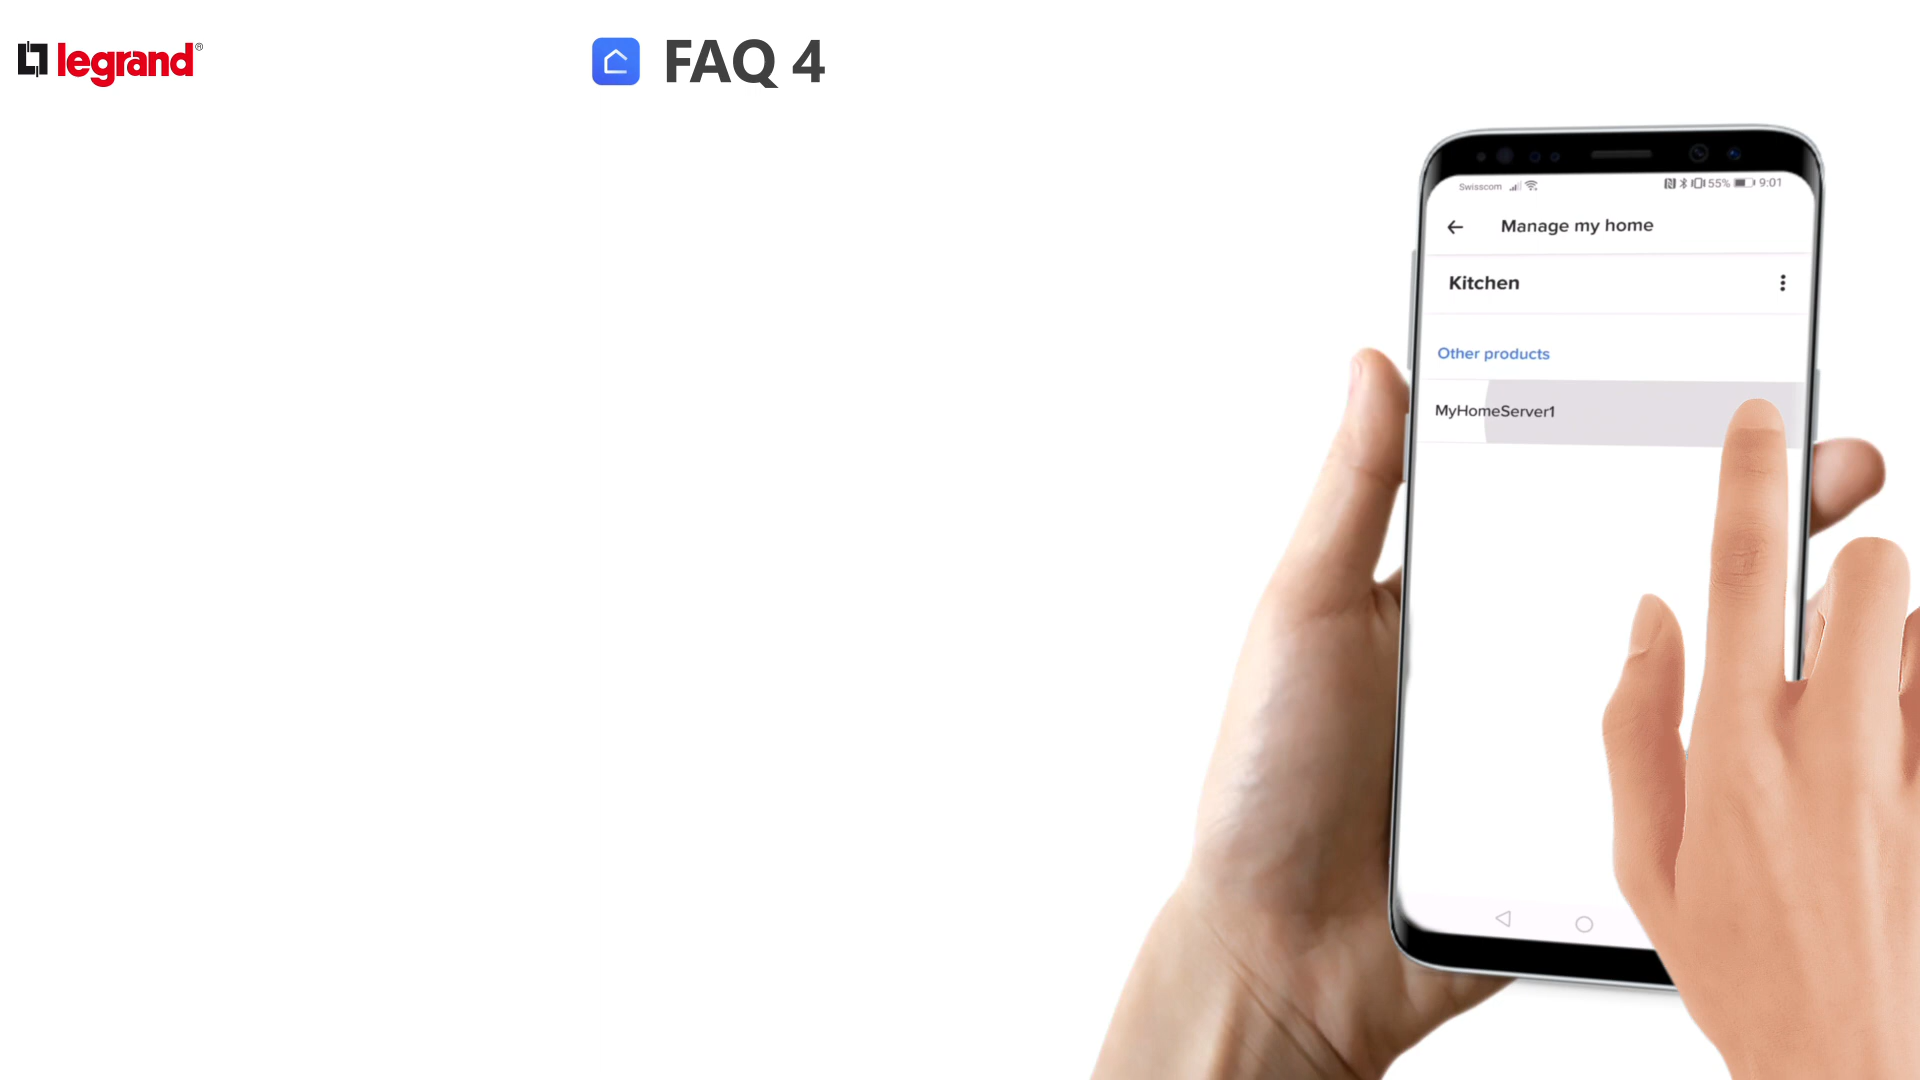 legrand®
FAQ 4
Swisscom
55% 9:01
Manage my home
Kitchen
Other products
MyHomeServer1